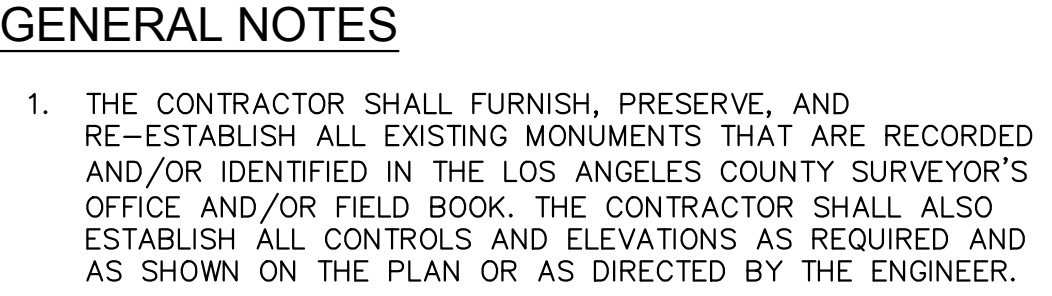 GENERAL NOTES
1. THE CONTRACTOR SHALL FURNISH, PRESERVE, AND
RE-ESTABLISH ALL EXISTING MONUMENTS THAT ARE RECORDED
AND/OR IDENTIFIED IN THE LOS ANGELES COUNTY SURVEYOR'S
OFFICE AND/OR FIELD BOOK. THE CONTRACTOR SHALL ALSO
ESTABLISH ALL CONTROLS AND ELEVATIONS AS REQUIRED AND
AS SHOWN ON THE PLAN OR AS DIRECTED BY THE ENGINEER.